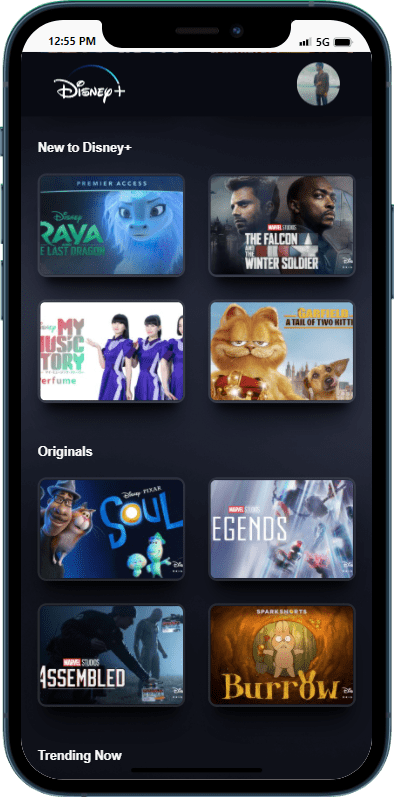 12:55 PM
5G
Disney+
New to Disney+
PREMIER ACCESS
Disney
RAYA
E LAST DRAGON
MARVEL STUDIOS
THE FALCON
AND THE
WINTER SOLDIER
MY
MUSIC
TORY
erfume
GARFIELD
A TAIL OF TWO KITTI
Originals
Disney PIXAR
SOUL
MARVEL STUDIOS
EGENDS
MARVEL STUDIOS
ASSEMBLED
SPARKSHORTS
BURROW
Trending Now